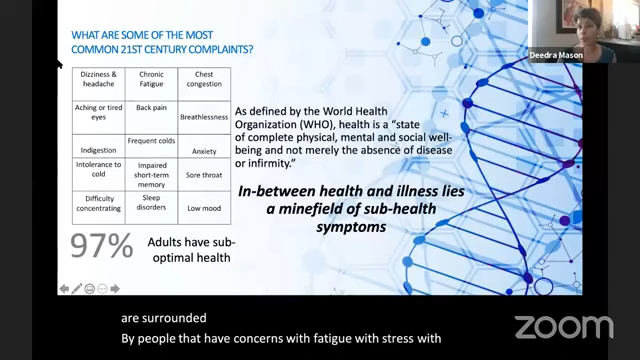 WHAT ARE SOME OF THE MOST
COMMON 21ST CENTURY COMPLAINTS?
Deedra Mason
Dizziness &
headache
Chronic
Fatigue
Chest
congestion
Aching or tired
eyes
Back pain
Breathlessness
Indigestion
Frequent colds
Anxiety
Intolerance to
cold
Impaired
short-term
memory
Sore throat
Difficulty
concentrating
Sleep
disorders
Low mood
As defined by the World Health
Organization (WHO), health is a “state
of complete physical, mental and social well-
being and not merely the absence of disease
or infirmity.”
In-between health and illness lies
a minefield of sub-health
symptoms
97%
Adults have sub-
optimal health
are surrounded
By people that have concerns with fatigue with stress with
zoom